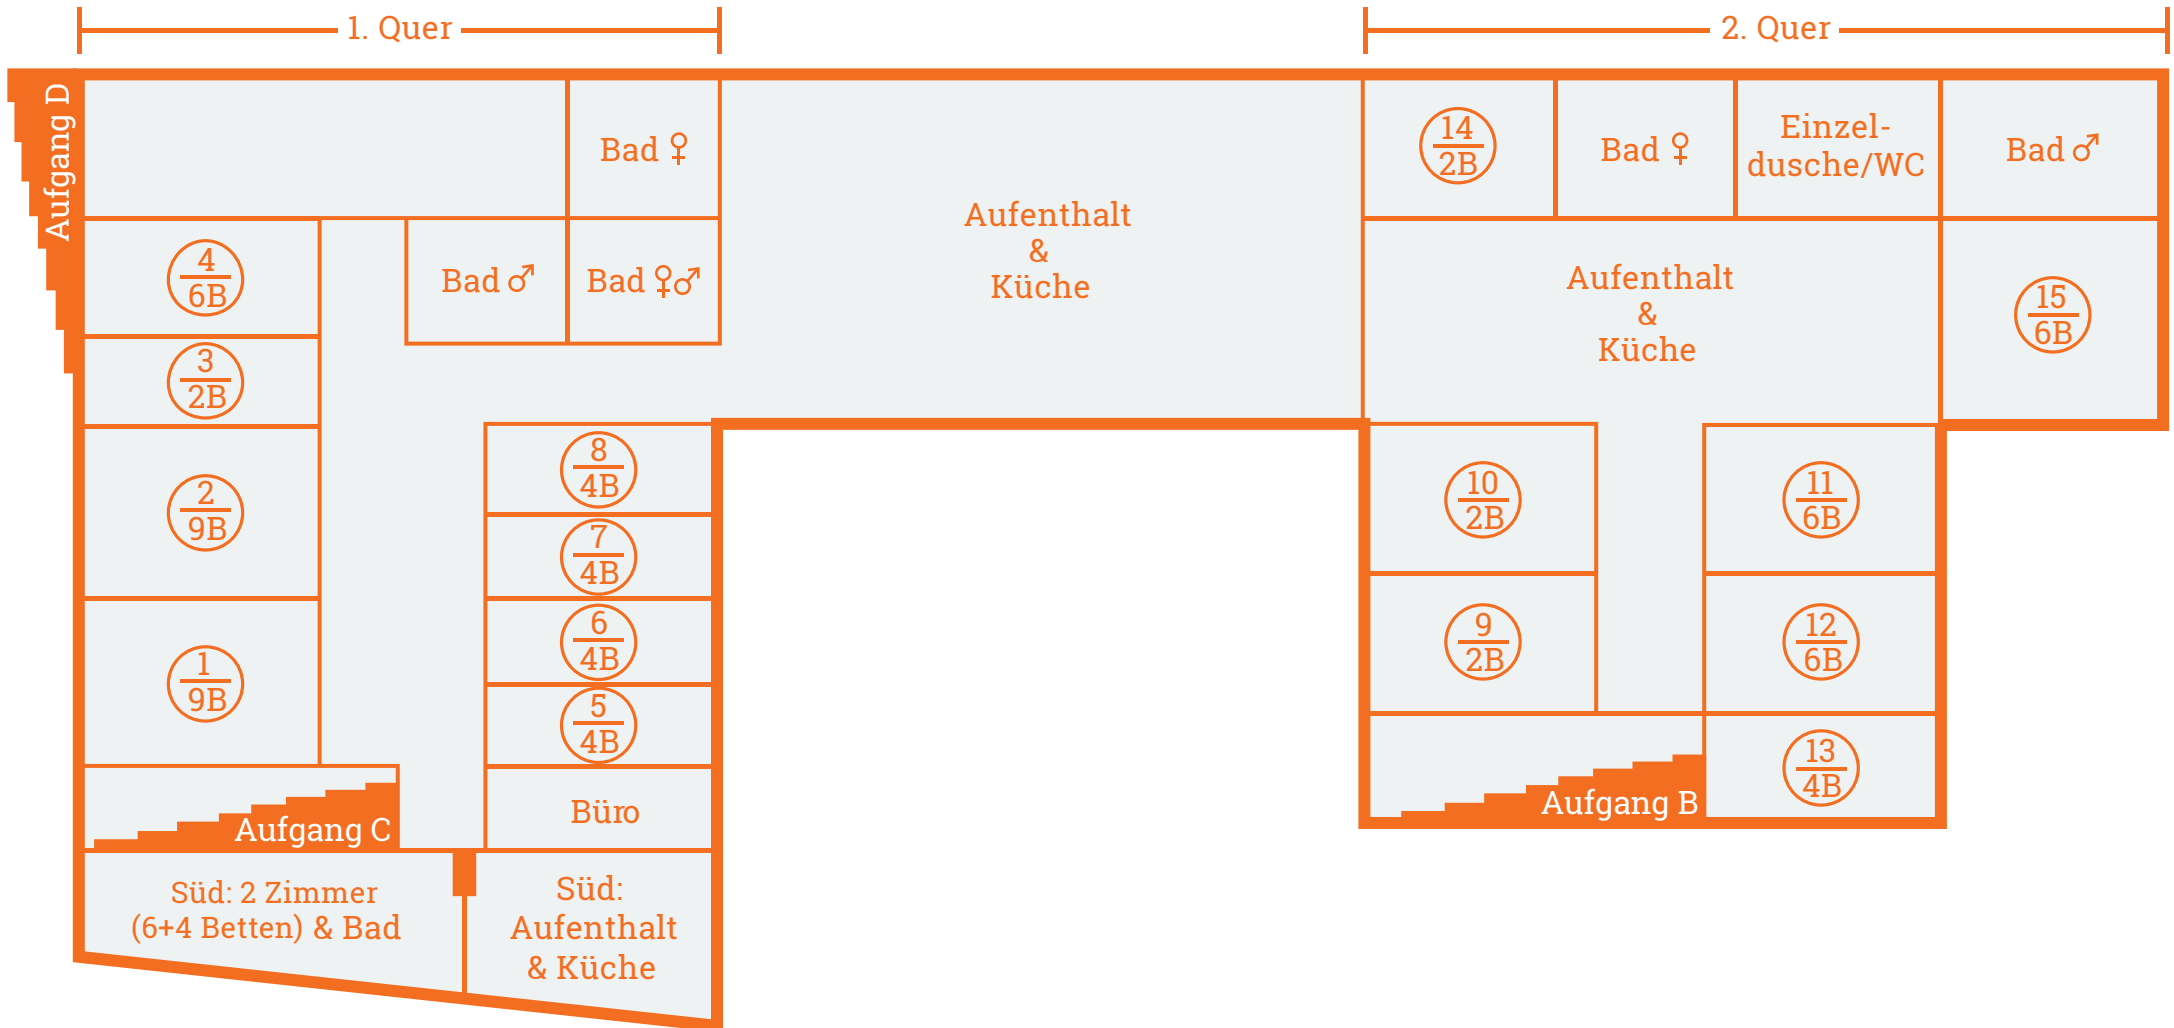 1. Quer
2. Quer
Aufgang D
Bad ♀
14
2B
Bad ♀
Einzel-
dusche/WC
Bad ♂
Aufenthalt
&
Küche
4
6B
Bad ♂
Bad ♀♂
Aufenthalt
&
Küche
15
6B
3
2B
2
9B
8
4B
7
4B
10
2B
11
6B
1
9B
6
4B
5
4B
9
2B
12
6B
Büro
13
4B
Aufgang C
Aufgang B
Süd: 2 Zimmer
(6+4 Betten) & Bad
Süd:
Aufenthalt
& Küche